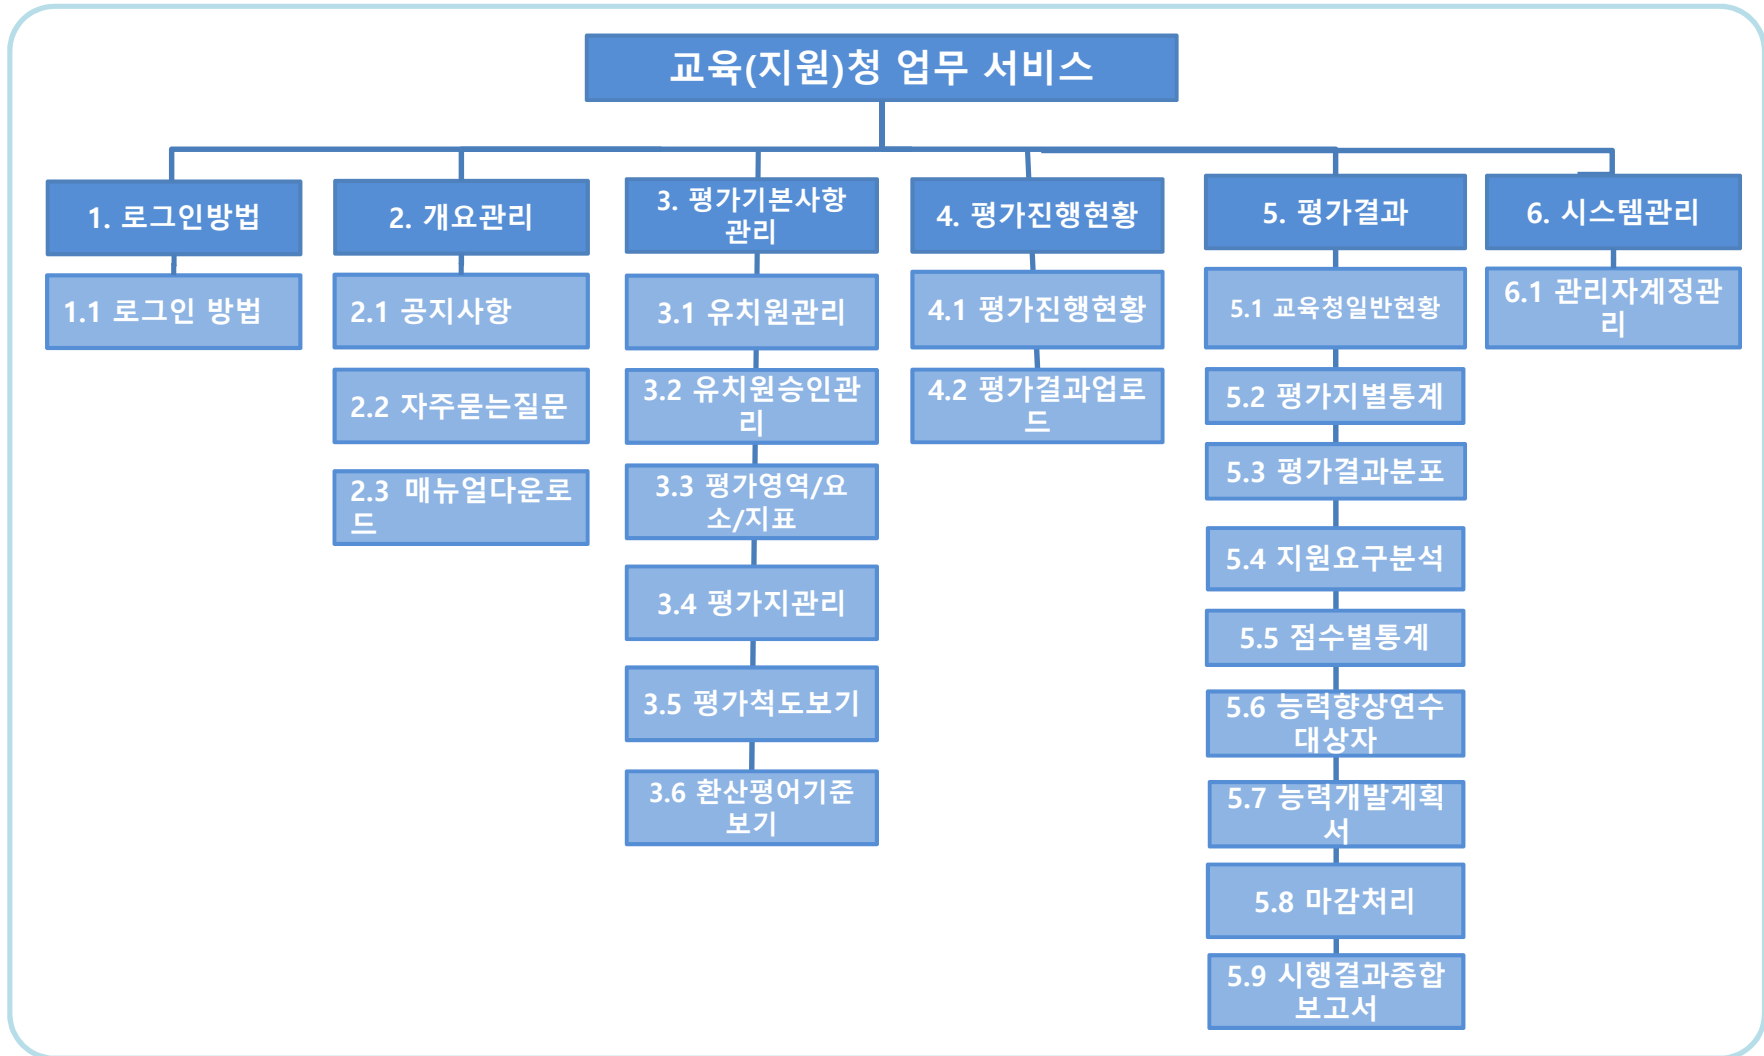 교육(지원)청 업무 서비스
1. 로그인방법
1.1 로그인 방법
2. 개요관리
2.1 공지사항
2.2 자주묻는질문
2.3 매뉴얼다운로
드
3. 평가기본사항
관리
3.1 유치원관리
3.2 유치원승인관
리
3.3 평가영역/요
소/지표
3.4 평가지관리
3.5 평가척도보기
3.6 환산평어기준
보기
4. 평가진행현황
4.1 평가진행현황
4.2 평가결과업로
드
5. 평가결과
5.1 교육청일반현황
5.2 평가지별통계
5.3 평가결과분포
5.4 지원요구분석
5.5 점수별통계
5.6 능력향상연수
대상자
5.7 능력개발계획
서
5.8 마감처리
5.9 시행결과종합
보고서
6. 시스템관리
6.1 관리자계정관
리